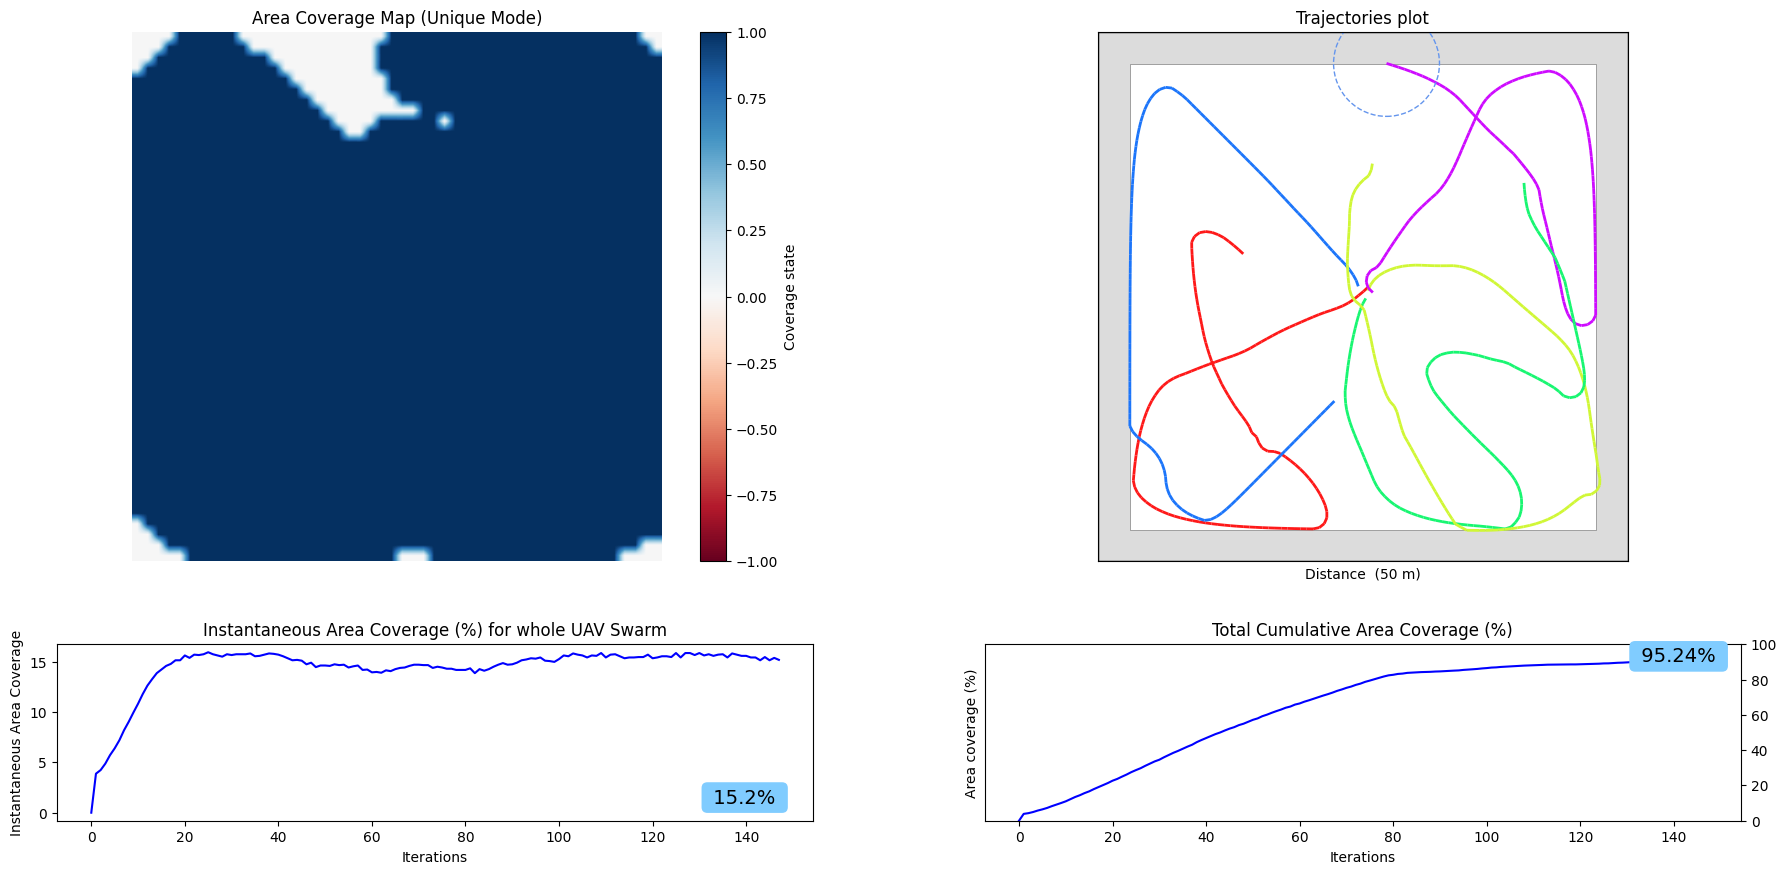 Area Coverage Map (Unique Mode)
1.00
0.75
0.50
0.25
0.00
−0.25
−0.50
−0.75
−1.00
Coverage state
Trajectories plot
Distance  (50 m)
Instantaneous Area Coverage (%) for whole UAV Swarm
Instantaneous Area Coverage
15
10
5
0
15.2%
0 20 40 60 80 100 120 140
Iterations
Total Cumulative Area Coverage (%)
Area coverage (%)
95.24%
100
80
60
40
20
0
0 20 40 60 80 100 120 140
Iterations